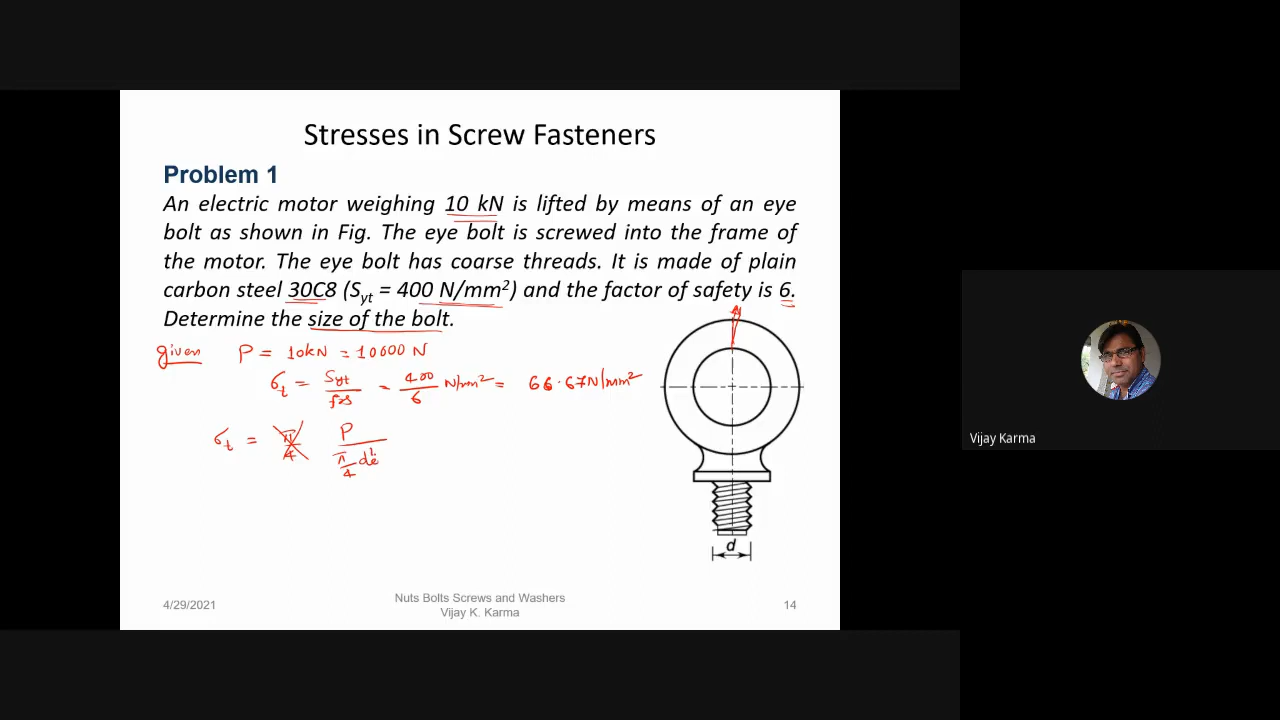 Stresses in Screw Fasteners
Problem 1
An electric motor weighing 10 kN is lifted by means of an eye
bolt as shown in Fig. The eye bolt is screwed into the frame of
the motor. The eye bolt has coarse threads. It is made of plain
carbon steel 30C8 (Syt = 400 N/mm²) and the factor of safety is 6.
Determine the size of the bolt.
given P = 10kN = 10000 N
σt = Syt/fos = 400/6 N/mm² = 66.67 N/mm²
σt = P / π/4 dc²
d
4/29/2021
Nuts Bolts Screws and Washers
Vijay K. Karma
14
Vijay Karma